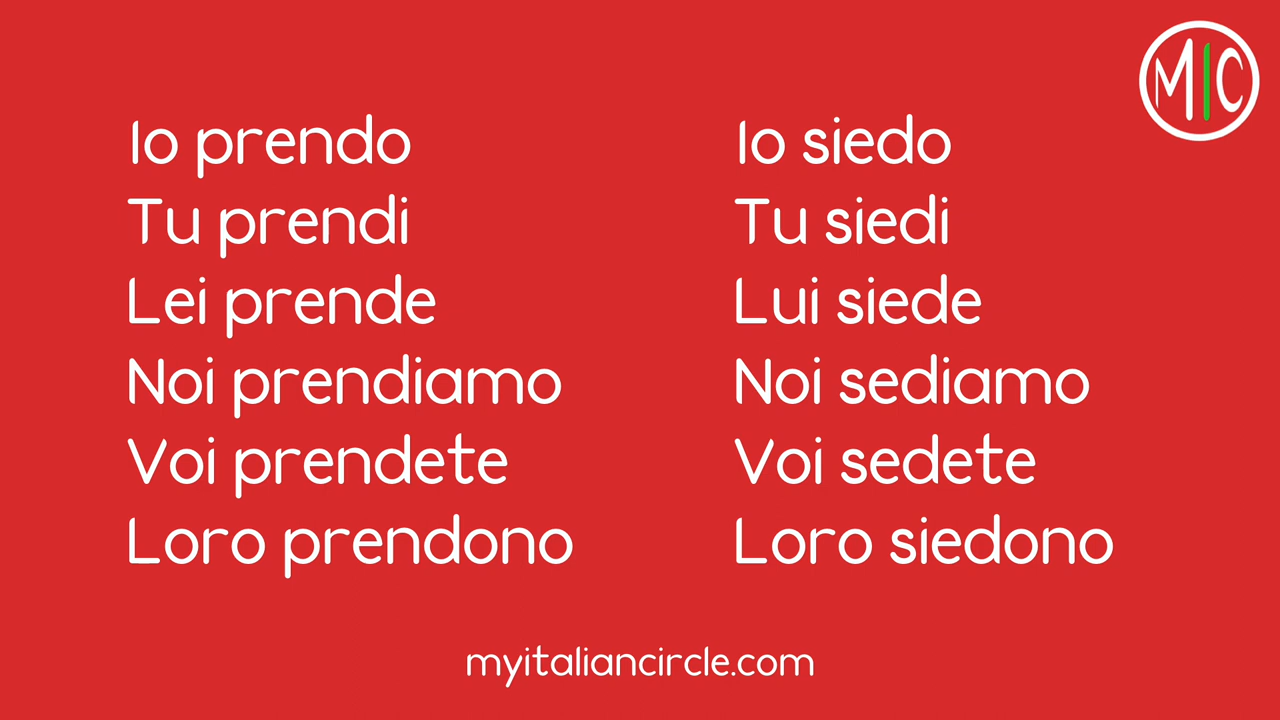 MIC
Io prendo
Tu prendi
Lei prende
Noi prendiamo
Voi prendete
Loro prendono
Io siedo
Tu siedi
Lui siede
Noi sediamo
Voi sedete
Loro siedono
myitaliancircle.com